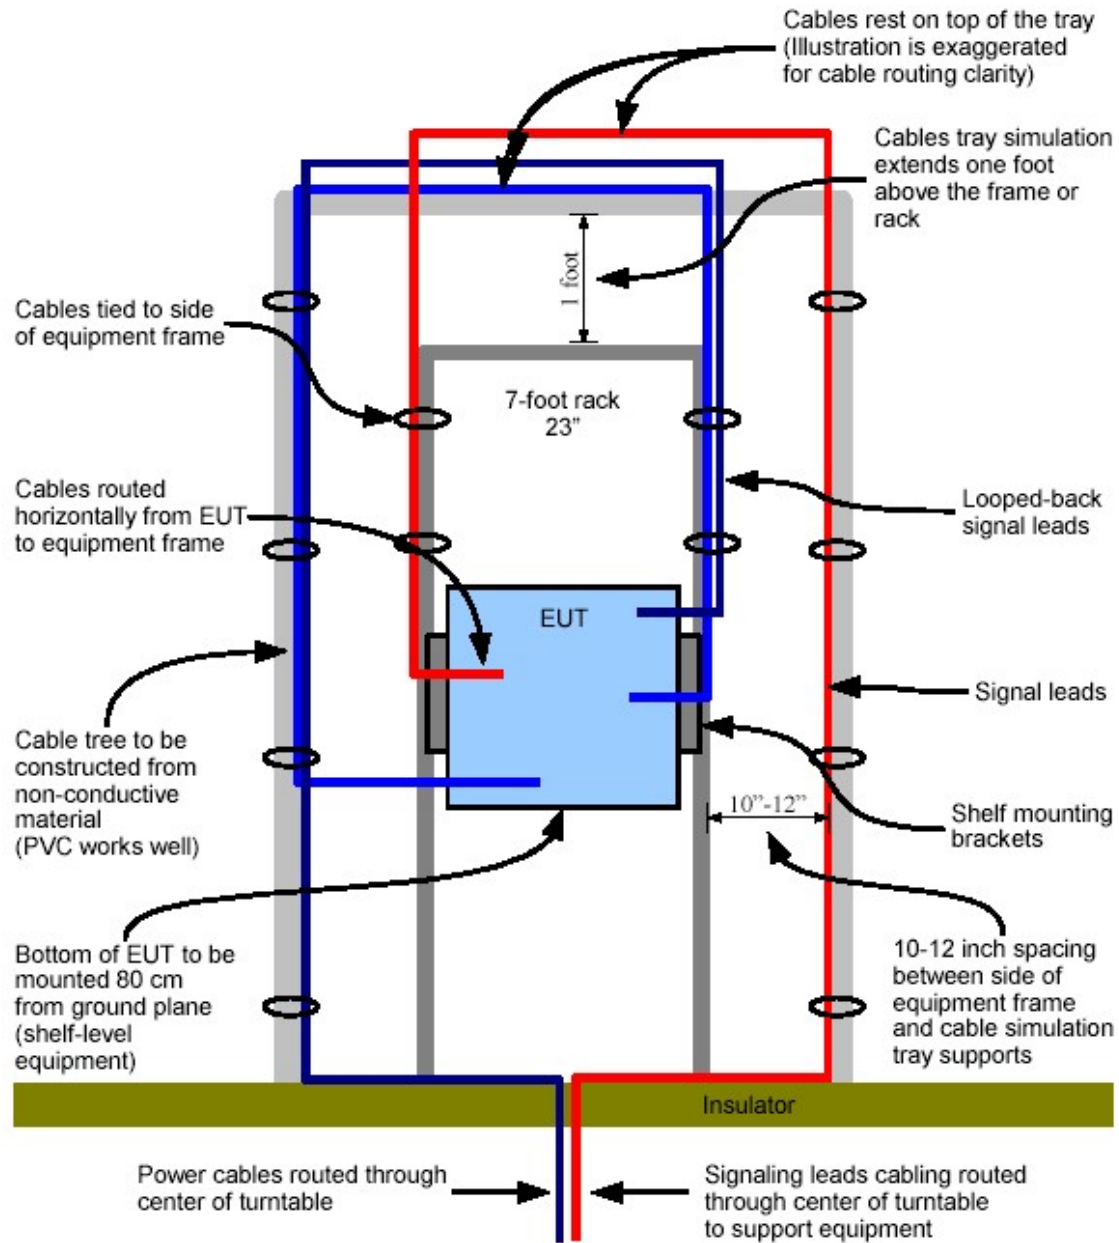 Cables rest on top of the tray
(Illustration is exaggerated
for cable routing clarity)
Cables tray simulation
extends one foot
above the frame or
rack
1 foot
Cables tied to side
of equipment frame
7-foot rack
23”
Cables routed
horizontally from EUT
to equipment frame
Looped-back
signal leads
EUT
Signal leads
Cable tree to be
constructed from
non-conductive
material
(PVC works well)
10”-12”
Shelf mounting
brackets
Bottom of EUT to be
mounted 80 cm
from ground plane
(shelf-level
equipment)
10-12 inch spacing
between side of
equipment frame
and cable simulation
tray supports
Insulator
Power cables routed through
center of turntable
Signaling leads cabling routed
through center of turntable
to support equipment